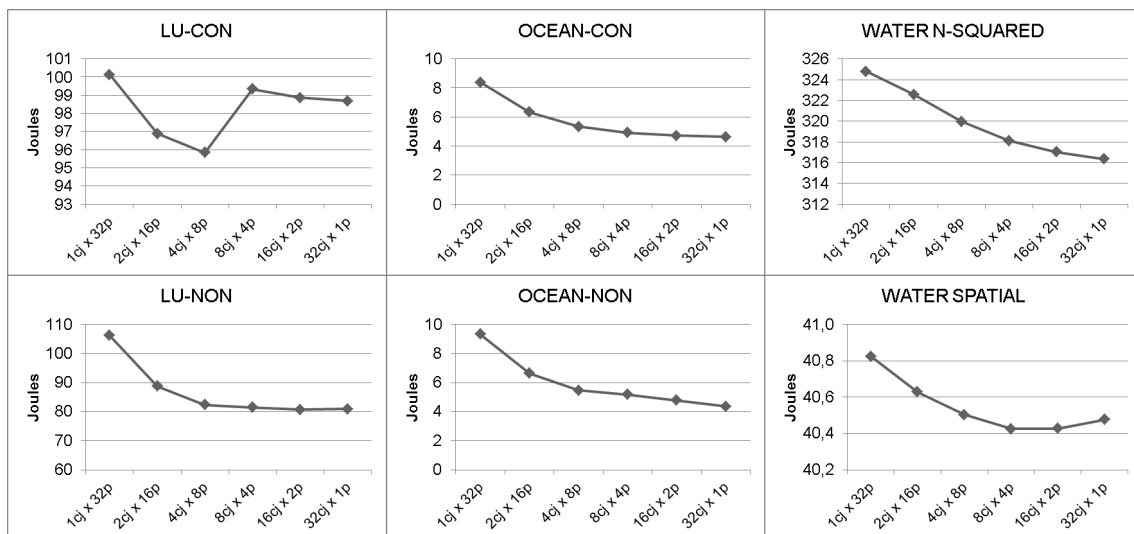 LU-CON
Joules
101
100
99
98
97
96
95
94
93
1cj x 32p
2cj x 16p
4cj x 8p
8cj x 4p
16cj x 2p
32cj x 1p
OCEAN-CON
Joules
10
8
6
4
2
0
1cj x 32p
2cj x 16p
4cj x 8p
8cj x 4p
16cj x 2p
32cj x 1p
WATER N-SQUARED
Joules
326
324
322
320
318
316
314
312
1cj x 32p
2cj x 16p
4cj x 8p
8cj x 4p
16cj x 2p
32cj x 1p
LU-NON
Joules
110
100
90
80
70
60
1cj x 32p
2cj x 16p
4cj x 8p
8cj x 4p
16cj x 2p
32cj x 1p
OCEAN-NON
Joules
10
8
6
4
2
0
1cj x 32p
2cj x 16p
4cj x 8p
8cj x 4p
16cj x 2p
32cj x 1p
WATER SPATIAL
Joules
41,0
40,8
40,6
40,4
40,2
1cj x 32p
2cj x 16p
4cj x 8p
8cj x 4p
16cj x 2p
32cj x 1p